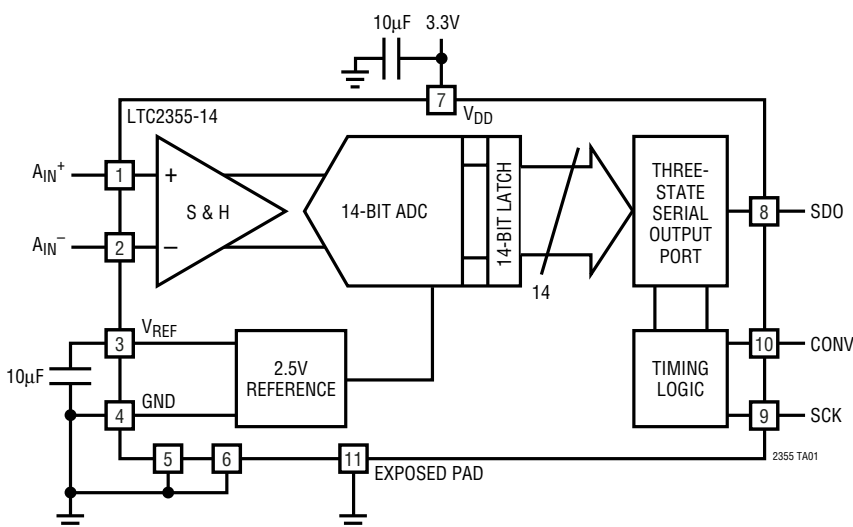 10µF 3.3V
7
LTC2355-14
VDD
AIN+
1
+
S & H
AIN–
2
–
14-BIT ADC
14-BIT LATCH
14
THREE-
STATE
SERIAL
OUTPUT
PORT
8
SDO
10µF
3
VREF
4
GND
2.5V
REFERENCE
TIMING
LOGIC
10
CONV
9
SCK
5
6
11
EXPOSED PAD
2355 TA01